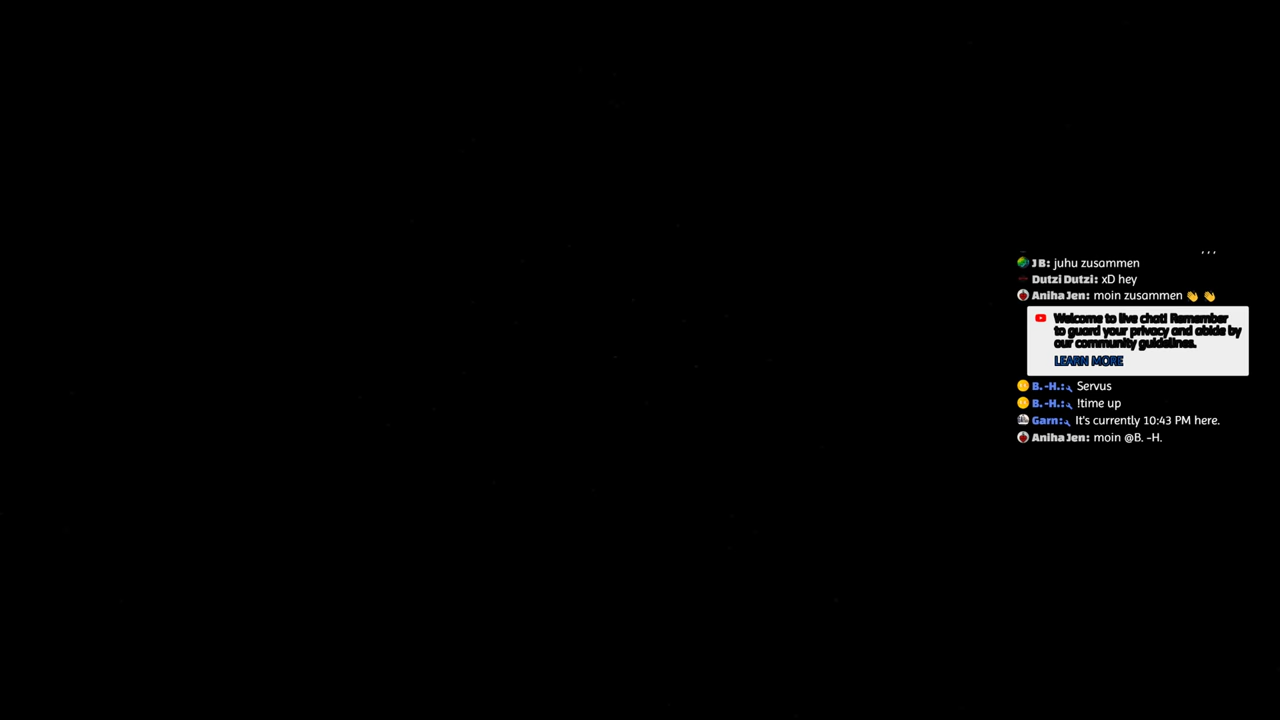 J B: juhu zusammen
Dutzi Dutzi: xD hey
Aniha Jen: moin zusammen 👋 👋
Welcome to live chat! Remember
to guard your privacy and abide by
our community guidelines.
LEARN MORE
B. -H.: Servus
B. -H.: !time up
Garn: It's currently 10:43 PM here.
Aniha Jen: moin @B. -H.